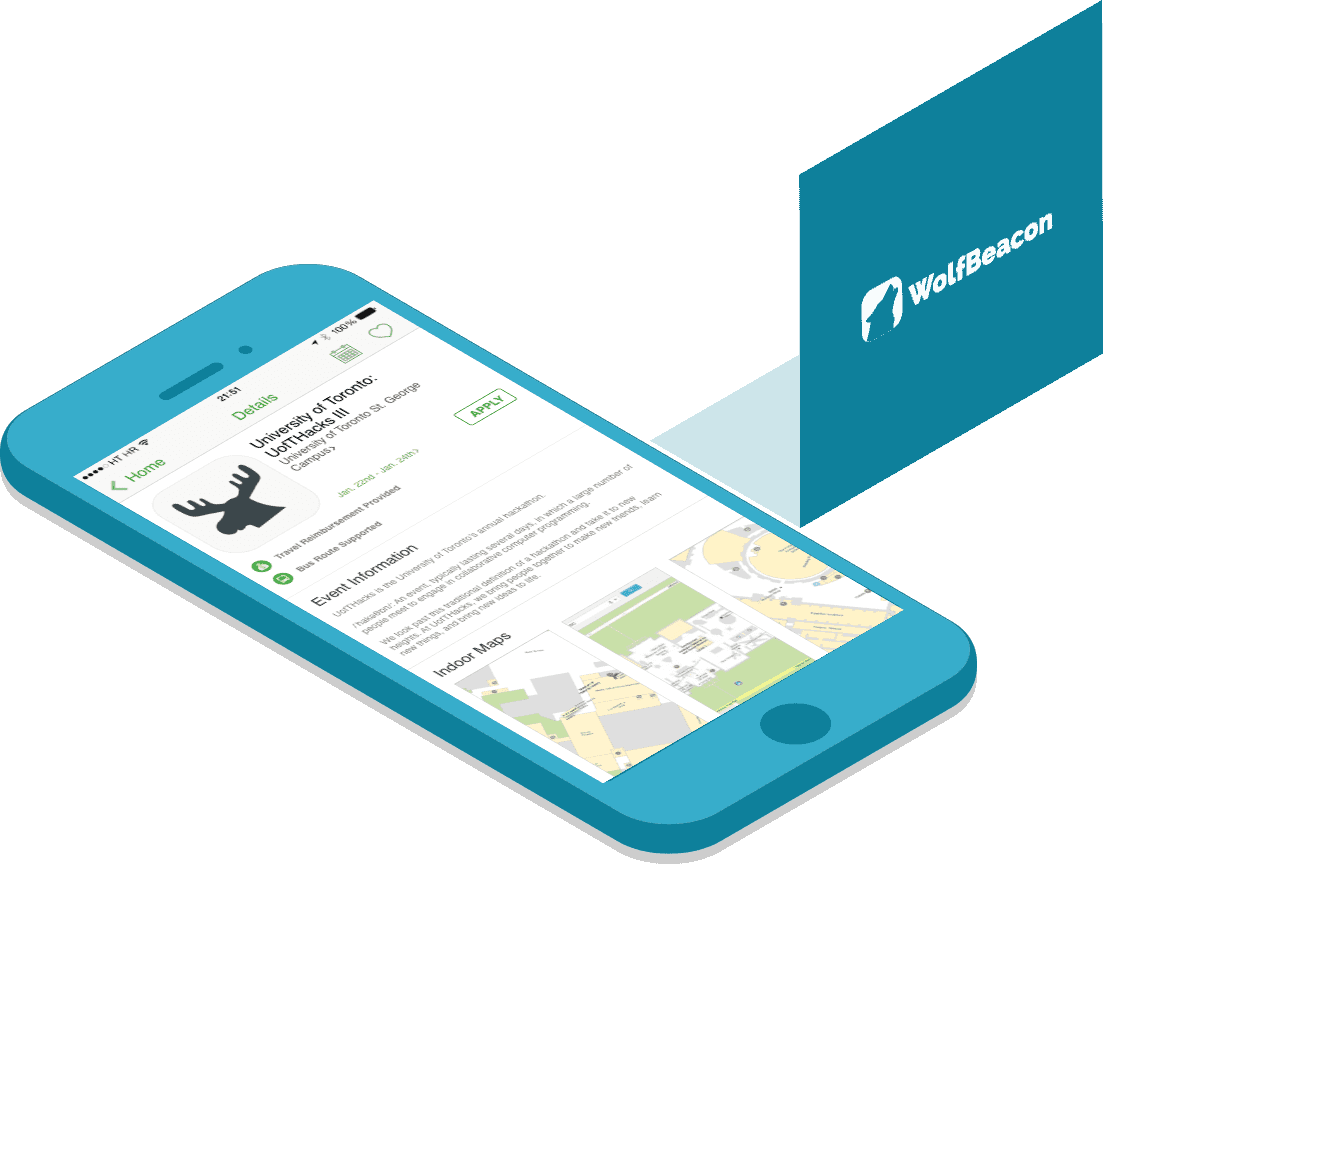 WolfBeacon
HT HR
21:51
100%
Home
Details
University of Toronto:
UofTHacks III
University of Toronto St. George
Campus
APPLY
Jan. 22nd - Jan. 24th
Travel Reimbursement Provided
Bus Route Supported
Event Information
UofTHacks is the University of Toronto's annual hackathon.
/'hakaTHän/: An event, typically lasting several days, in which a large number of
people meet to engage in collaborative computer programming.
We look past this traditional definition of a hackathon and take it to new
heights. At UofTHacks, we bring people together to make new friends, learn
new things, and bring new ideas to life.
Indoor Maps